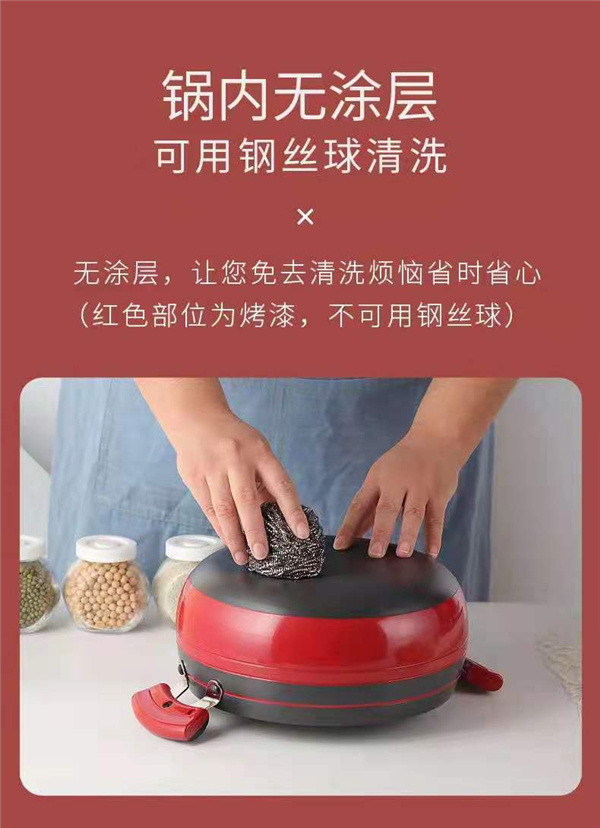 锅内无涂层
可用钢丝球清洗
×
无涂层，让您免去清洗烦恼省时省心
（红色部位为烤漆，不可用钢丝球）